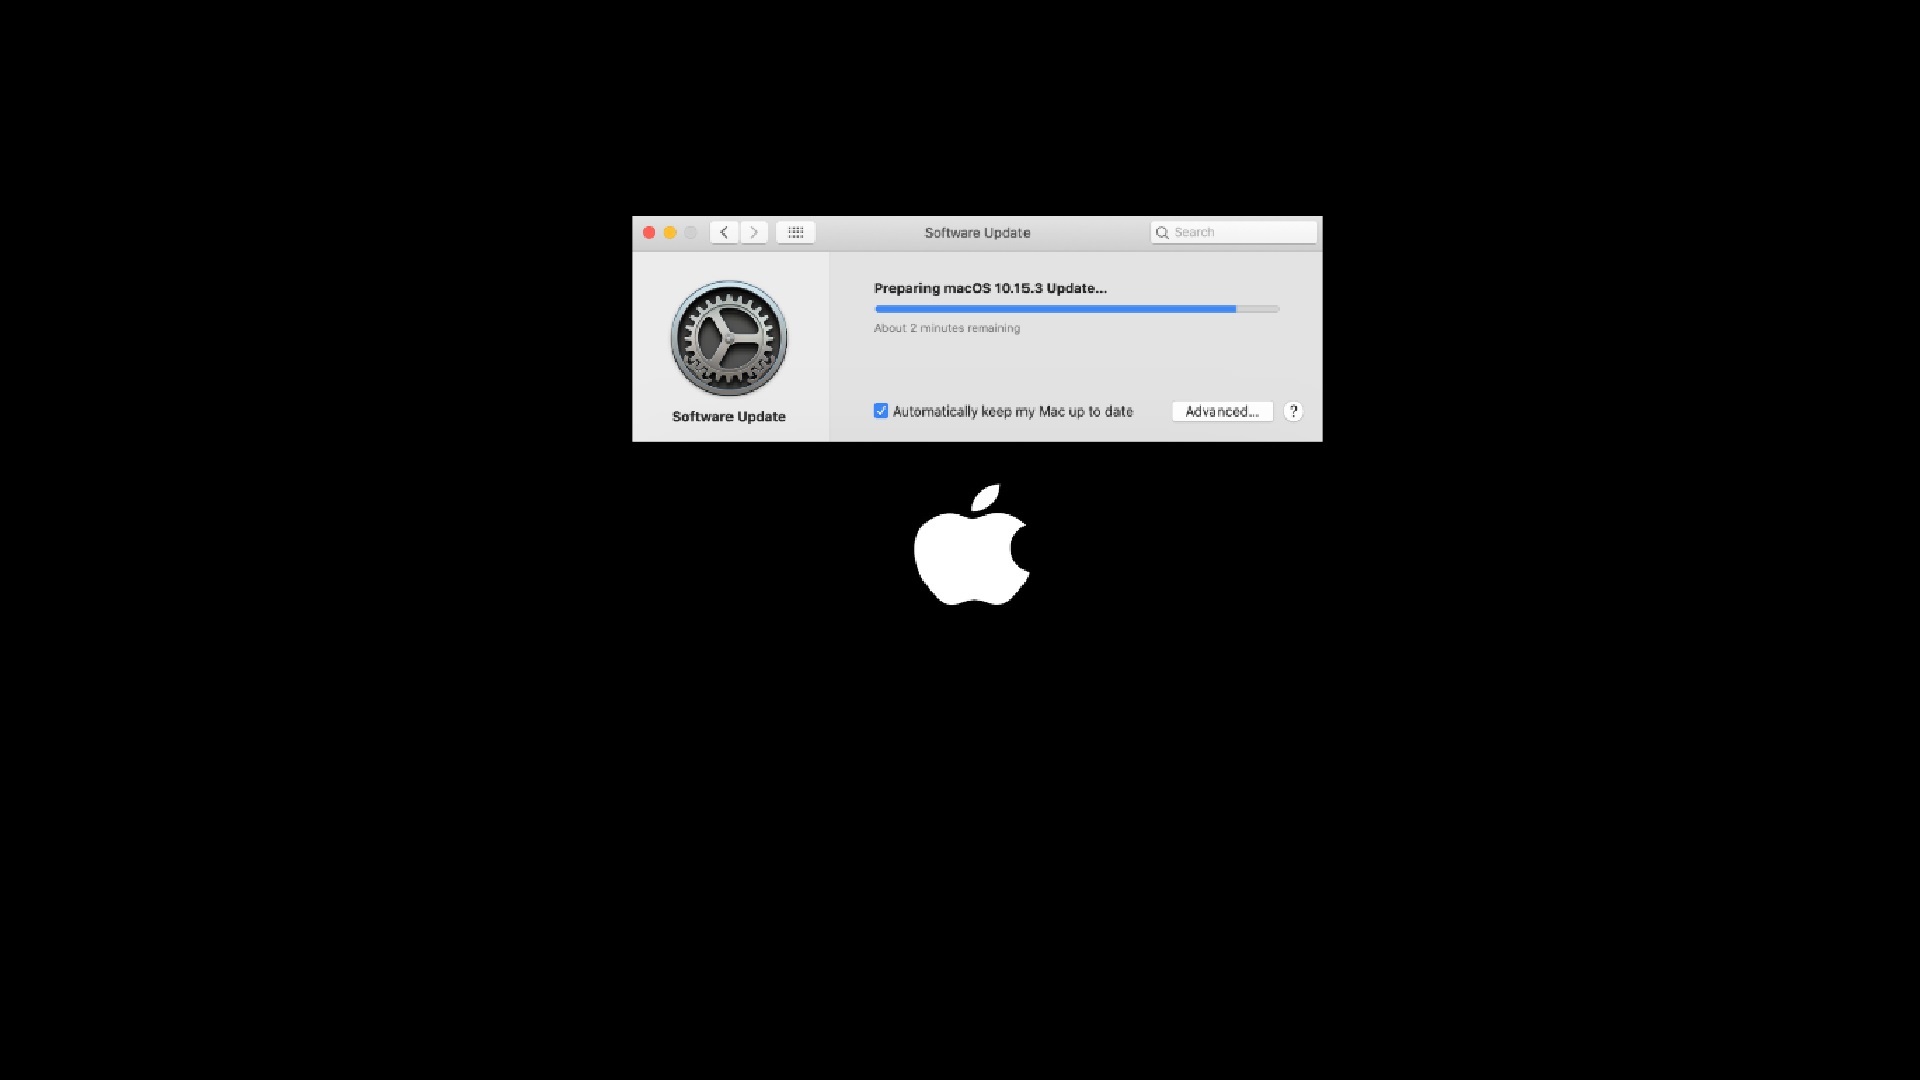 Software Update
Search
Preparing macOS 10.15.3 Update...
About 2 minutes remaining
Automatically keep my Mac up to date
Advanced...
?
Software Update